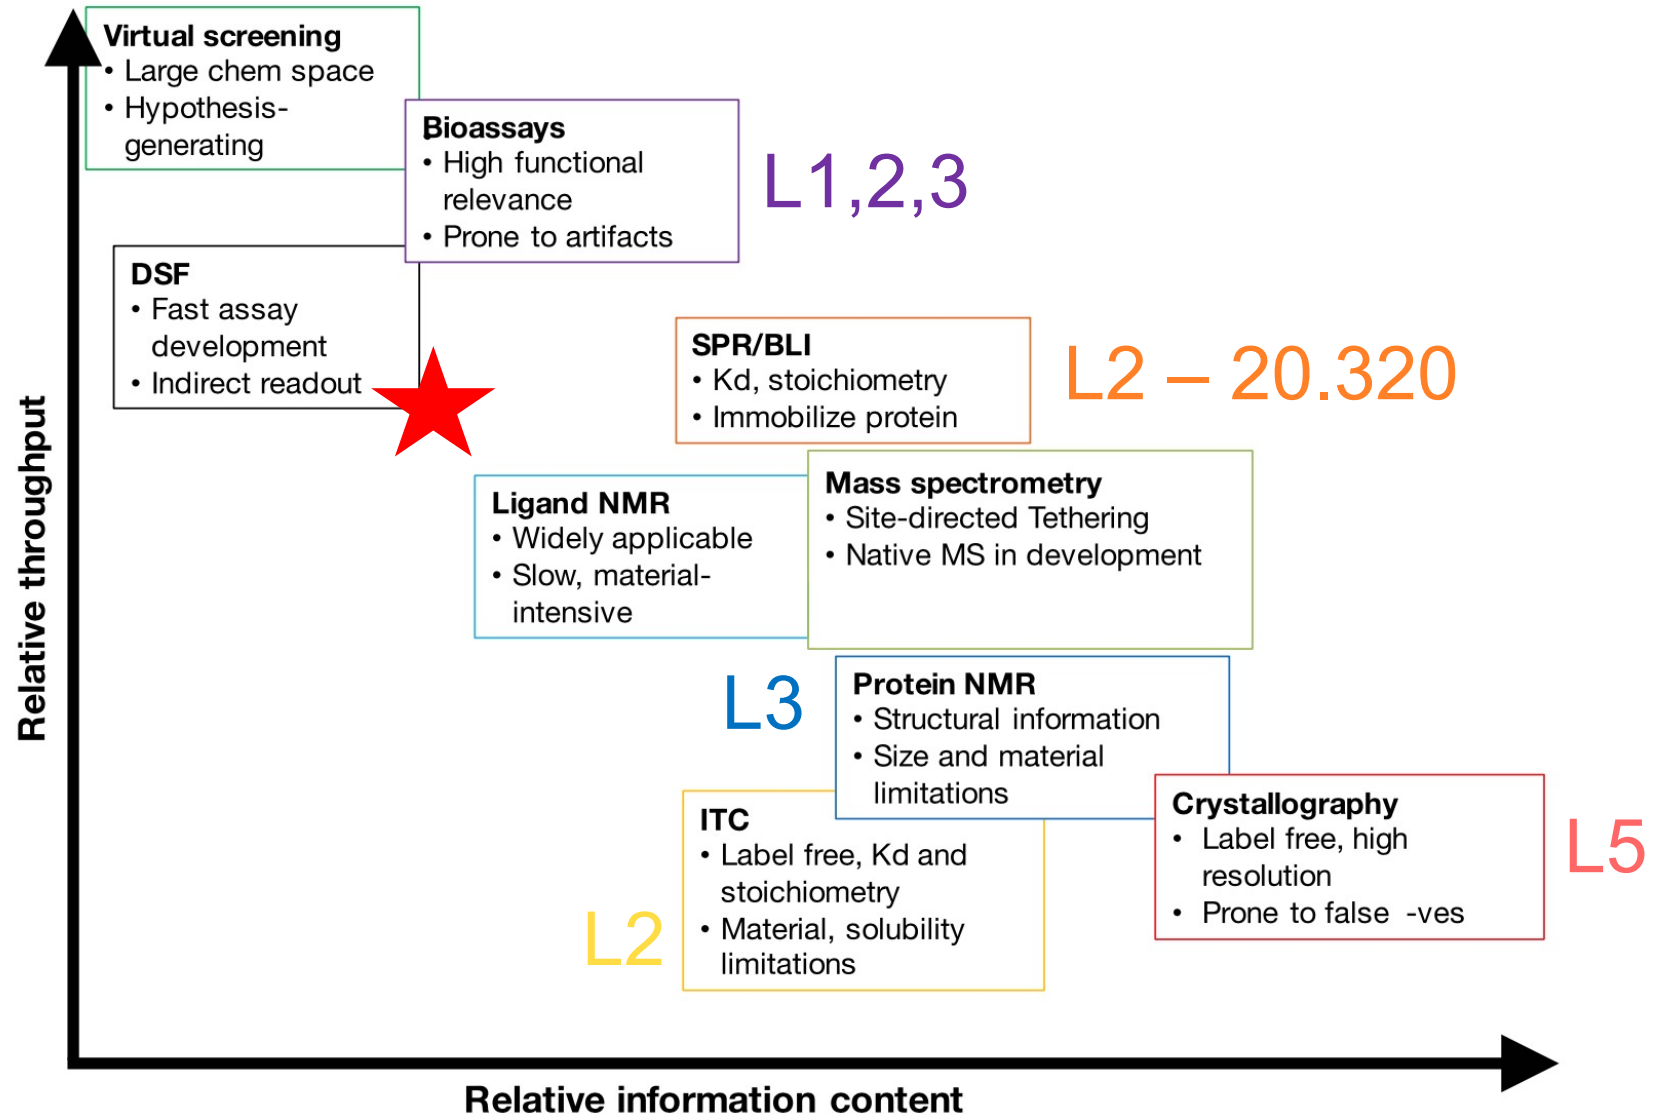 Virtual screening
• Large chem space
• Hypothesis-
generating
Bioassays
• High functional
relevance
• Prone to artifacts
L1,2,3
DSF
• Fast assay
development
• Indirect readout
SPR/BLI
• Kd, stoichiometry
• Immobilize protein
L2 – 20.320
Ligand NMR
• Widely applicable
• Slow, material-
intensive
Mass spectrometry
• Site-directed Tethering
• Native MS in development
L3
Protein NMR
• Structural information
• Size and material
limitations
ITC
• Label free, Kd and
stoichiometry
• Material, solubility
limitations
L2
Crystallography
• Label free, high
resolution
• Prone to false -ves
L5
Relative throughput
Relative information content